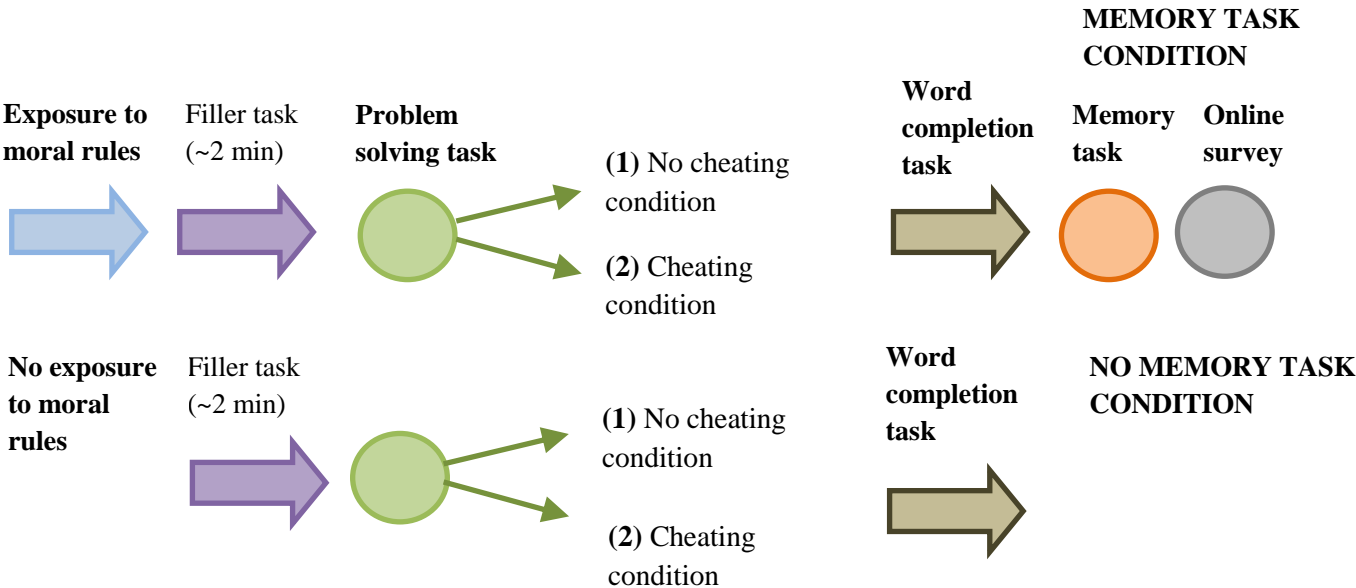 MEMORY TASK
CONDITION
Exposure to
moral rules
Filler task
(~2 min)
Problem
solving task
(1) No cheating
condition
(2) Cheating
condition
Word
completion
task
Memory
task
Online
survey
No exposure
to moral
rules
Filler task
(~2 min)
(1) No cheating
condition
(2) Cheating
condition
Word
completion
task
NO MEMORY TASK
CONDITION